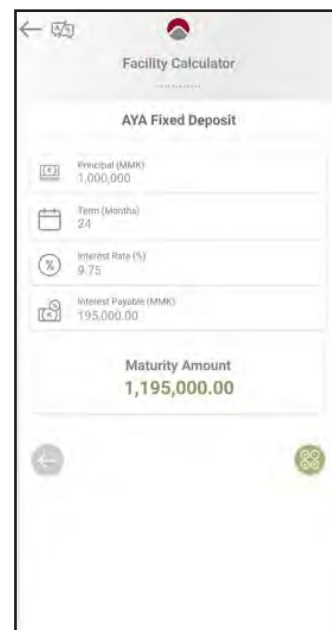 Facility Calculator
AYA Fixed Deposit
Principal (MMK)
1,000,000
Term (Months)
24
Interest Rate (%)
9.75
Interest Payable (MMK)
195,000.00
Maturity Amount
1,195,000.00